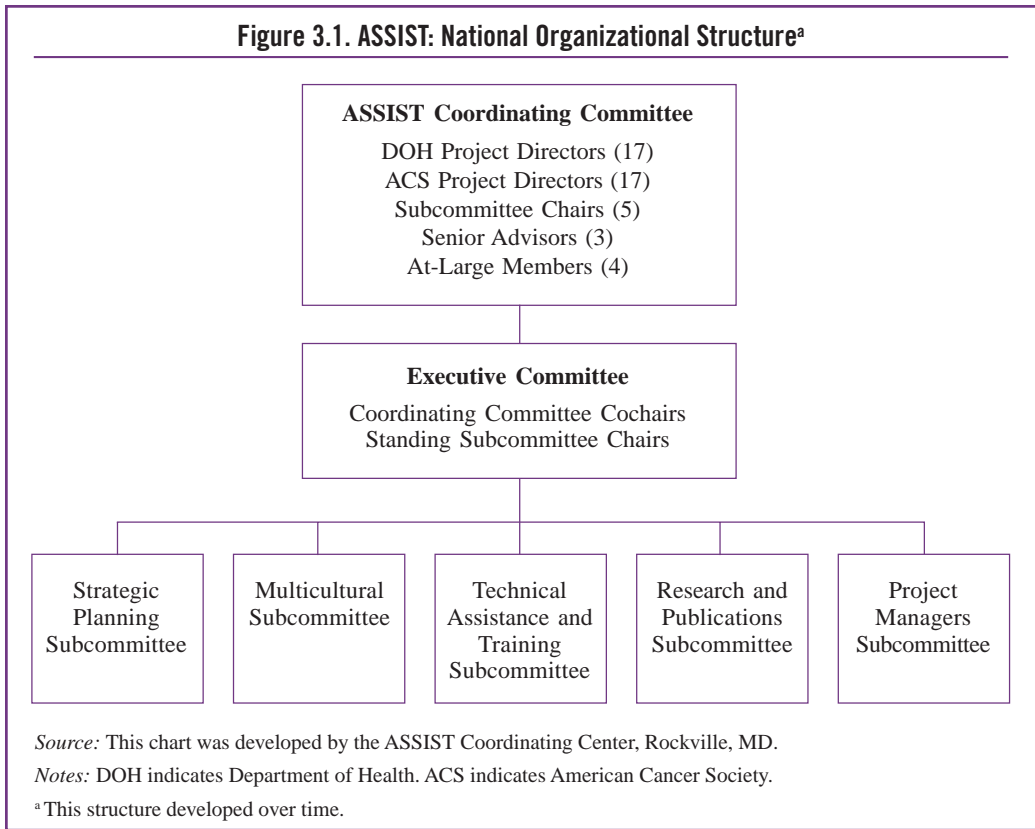 Figure 3.1. ASSIST: National Organizational Structureᵃ
ASSIST Coordinating Committee
DOH Project Directors (17)
ACS Project Directors (17)
Subcommittee Chairs (5)
Senior Advisors (3)
At-Large Members (4)
Executive Committee
Coordinating Committee Cochairs
Standing Subcommittee Chairs
Strategic
Planning
Subcommittee
Multicultural
Subcommittee
Technical
Assistance and
Training
Subcommittee
Research and
Publications
Subcommittee
Project
Managers
Subcommittee
Source: This chart was developed by the ASSIST Coordinating Center, Rockville, MD.
Notes: DOH indicates Department of Health. ACS indicates American Cancer Society.
ᵃ This structure developed over time.